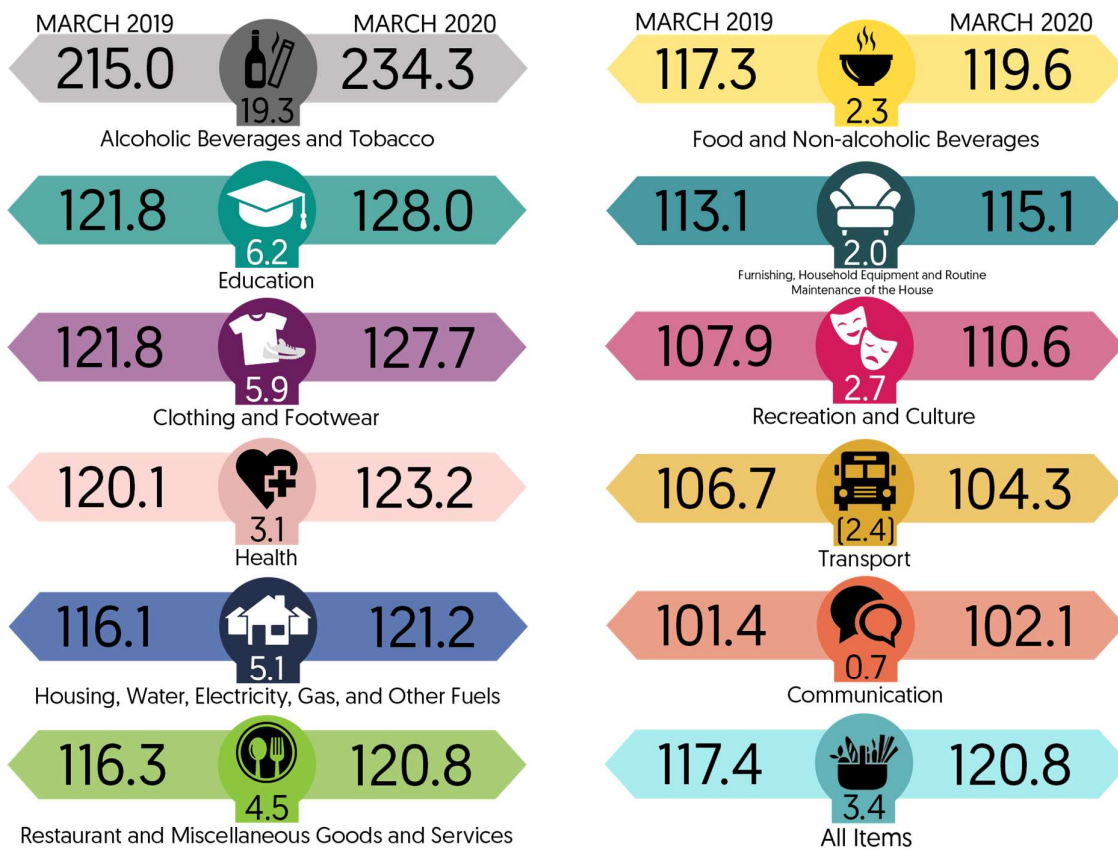 MARCH 2019 MARCH 2020
215.0 234.3
19.3
Alcoholic Beverages and Tobacco
121.8 128.0
6.2
Education
121.8 127.7
5.9
Clothing and Footwear
120.1 123.2
3.1
Health
116.1 121.2
5.1
Housing, Water, Electricity, Gas, and Other Fuels
116.3 120.8
4.5
Restaurant and Miscellaneous Goods and Services
MARCH 2019 MARCH 2020
117.3 119.6
2.3
Food and Non-alcoholic Beverages
113.1 115.1
2.0
Furnishing, Household Equipment and Routine
Maintenance of the House
107.9 110.6
2.7
Recreation and Culture
106.7 104.3
(2.4)
Transport
101.4 102.1
0.7
Communication
117.4 120.8
3.4
All Items